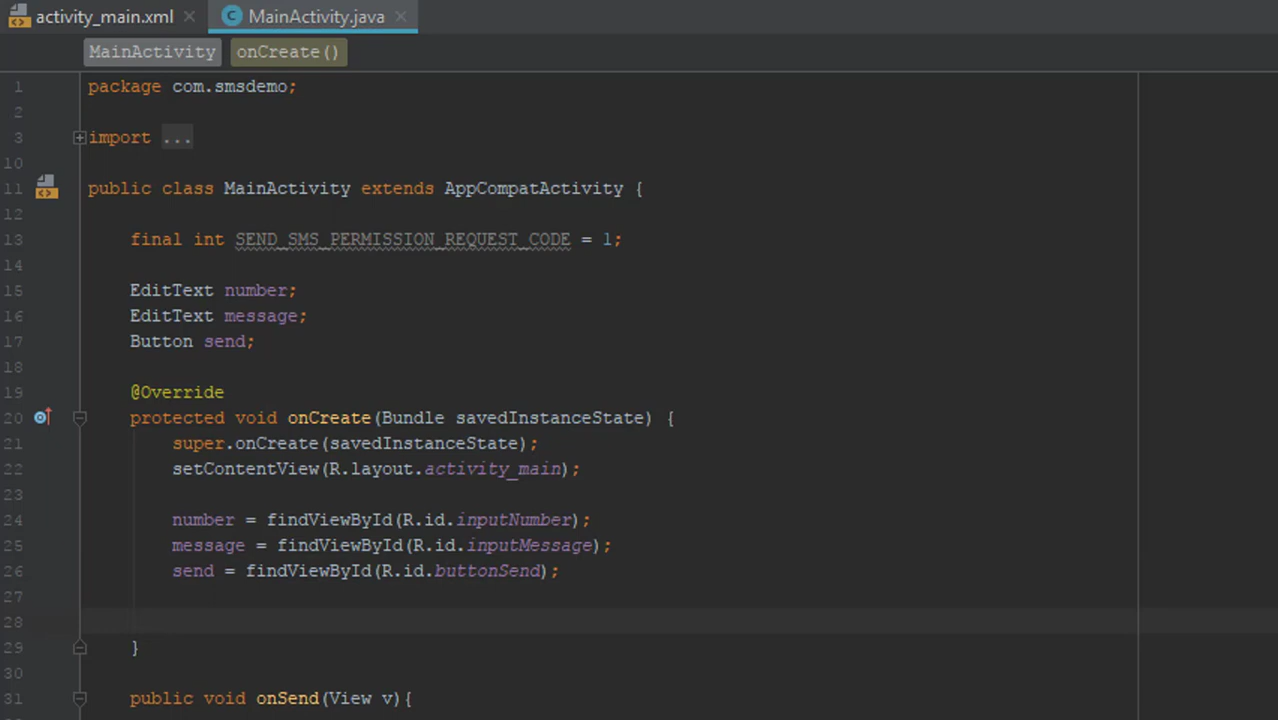 activity_main.xml MainActivity.java
MainActivity onCreate()
1 package com.smsdemo;
2
3 import ...
10
11 public class MainActivity extends AppCompatActivity {
12
13 final int SEND_SMS_PERMISSION_REQUEST_CODE = 1;
14
15 EditText number;
16 EditText message;
17 Button send;
18
19 @Override
20 protected void onCreate(Bundle savedInstanceState) {
21 super.onCreate(savedInstanceState);
22 setContentView(R.layout.activity_main);
23
24 number = findViewById(R.id.inputNumber);
25 message = findViewById(R.id.inputMessage);
26 send = findViewById(R.id.buttonSend);
27
28
29 }
30
31 public void onSend(View v){